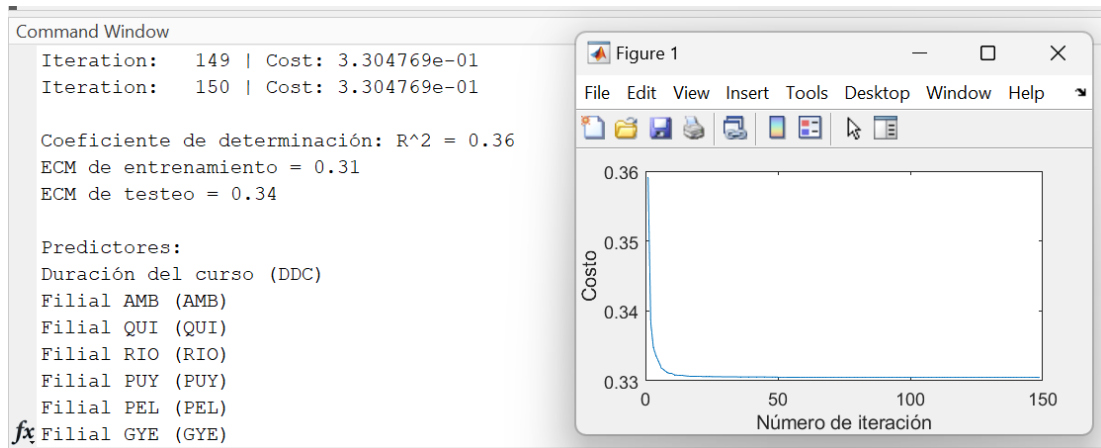 Command Window
Iteration:   149 | Cost: 3.304769e-01
Iteration:   150 | Cost: 3.304769e-01
Coeficiente de determinación: R^2 = 0.36
ECM de entrenamiento = 0.31
ECM de testeo = 0.34
Predictores:
Duración del curso (DDC)
Filial AMB (AMB)
Filial QUI (QUI)
Filial RIO (RIO)
Filial PUY (PUY)
Filial PEL (PEL)
fx Filial GYE (GYE)
Figure 1
File Edit View Insert Tools Desktop Window Help
0.36
0.35
0.34
0.33
Costo
0 50 100 150
Número de iteración